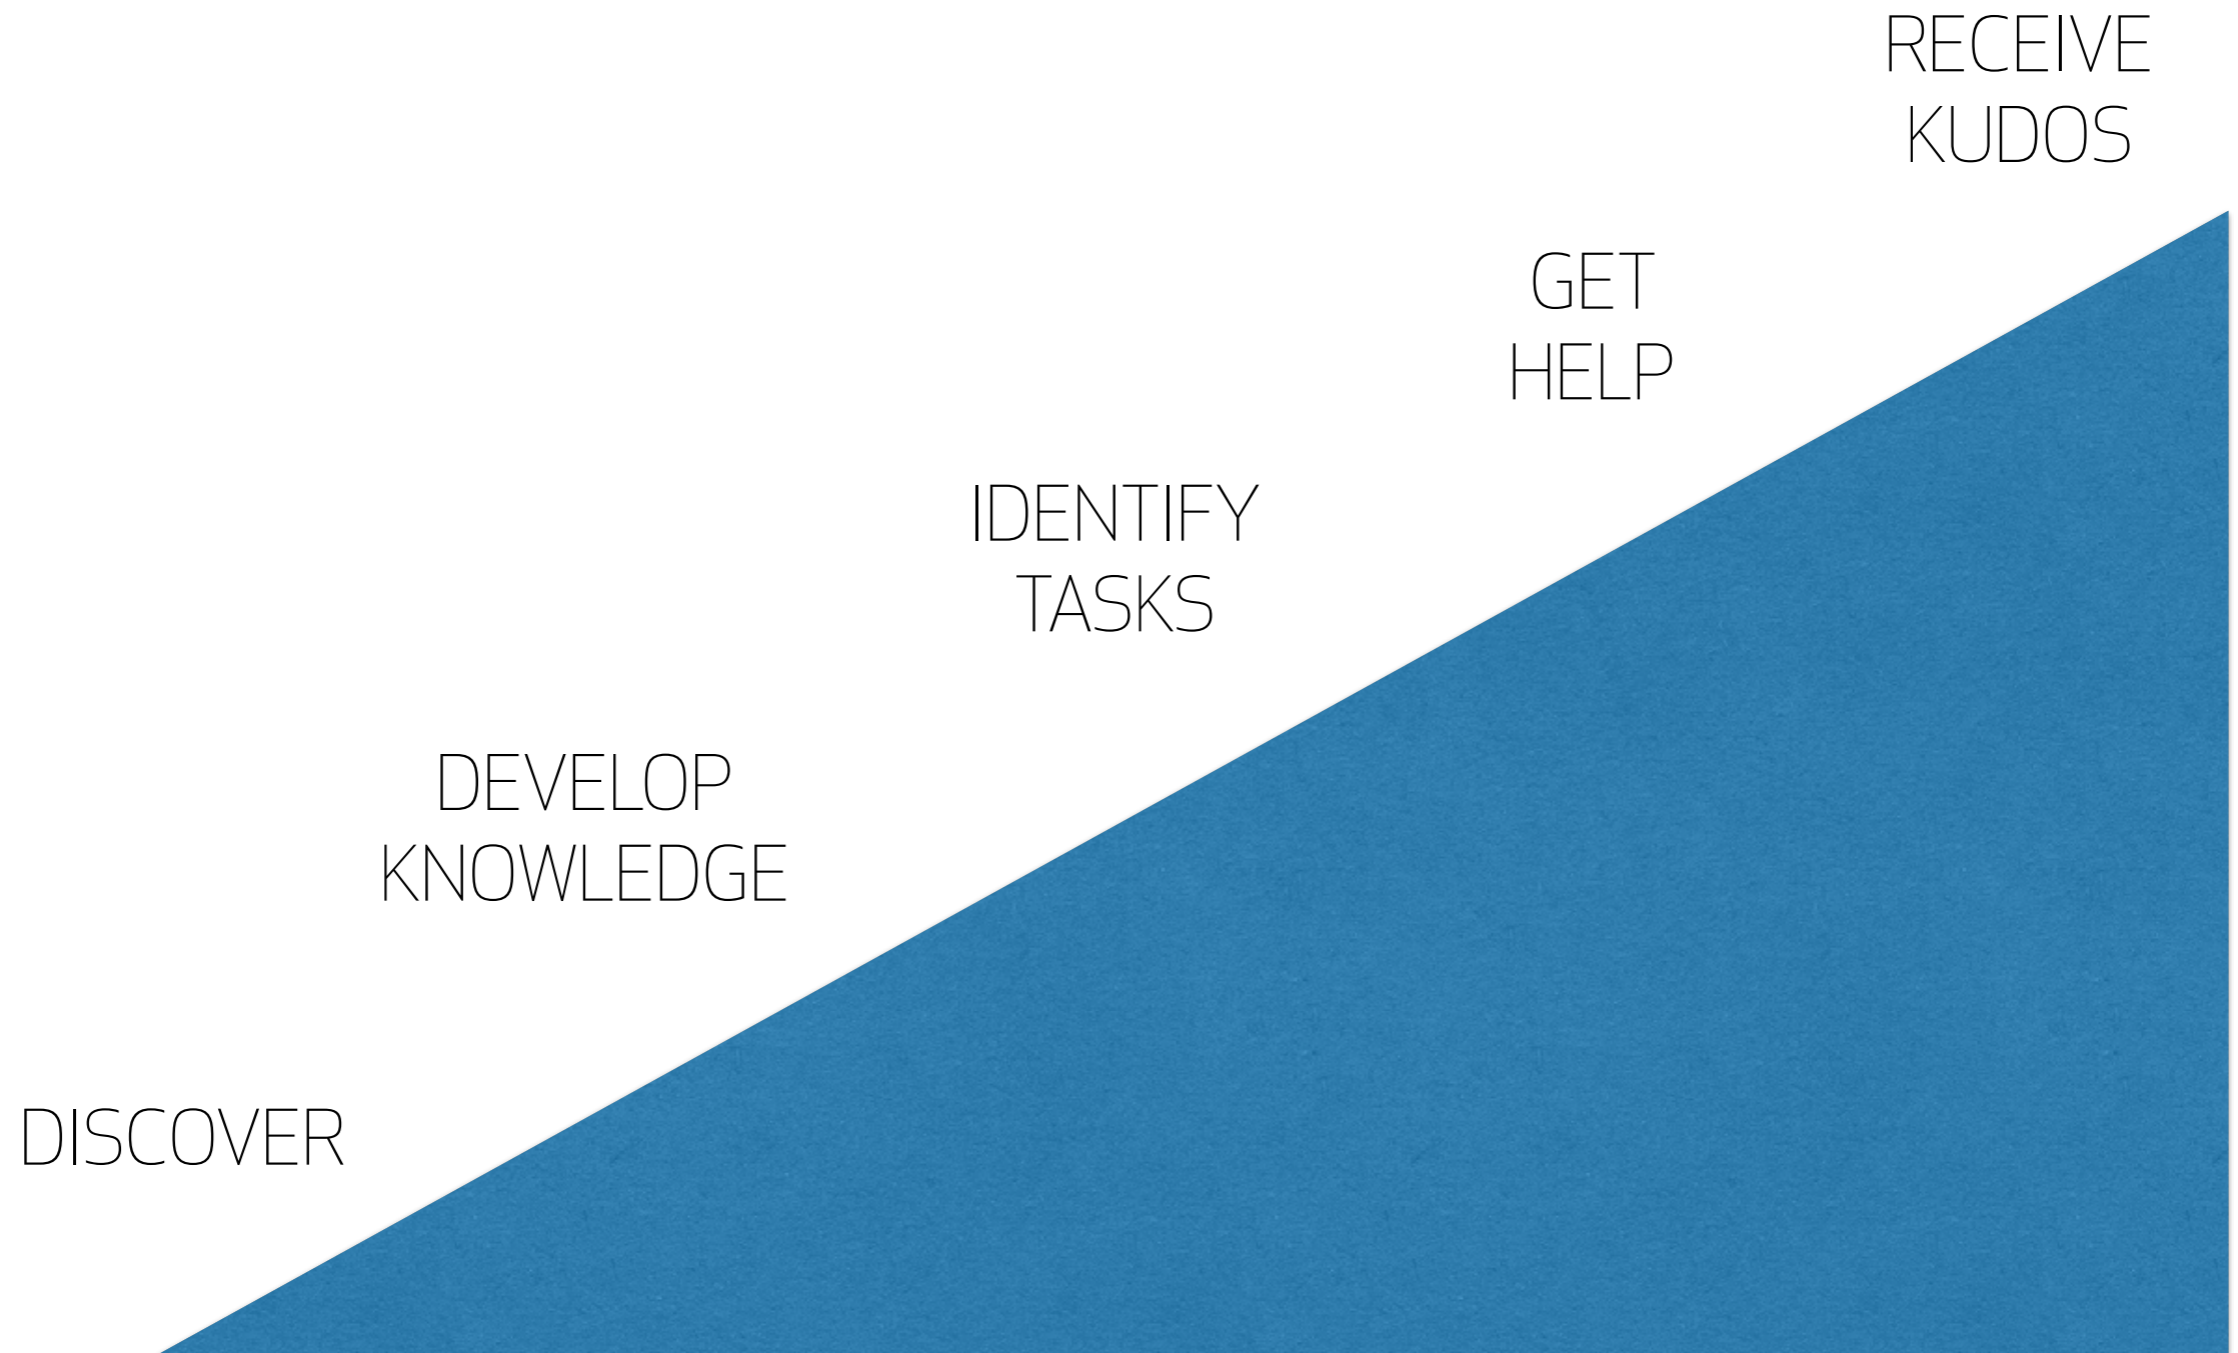 RECEIVE
KUDOS
GET
HELP
IDENTIFY
TASKS
DEVELOP
KNOWLEDGE
DISCOVER